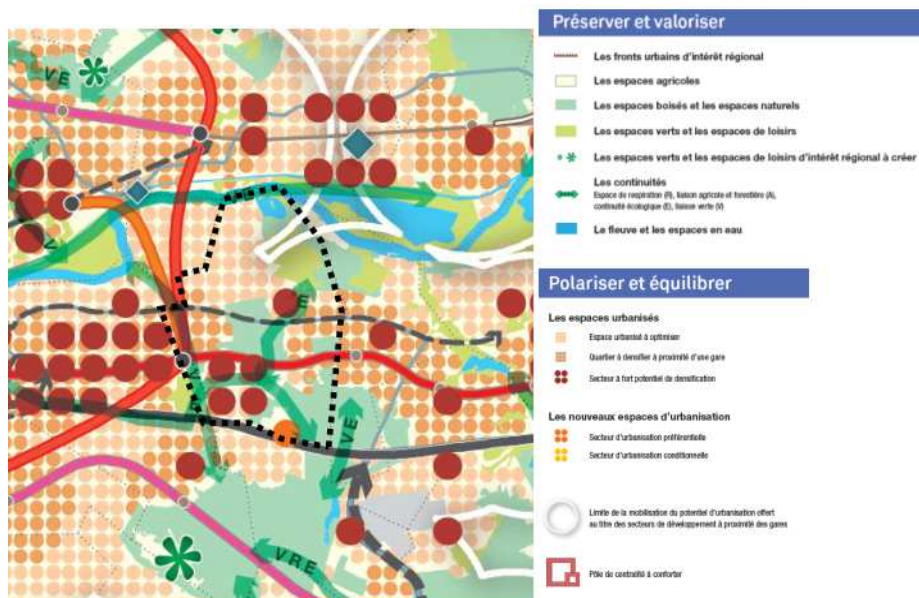 VE
VE
E
V
V
VRE
Préserver et valoriser
Les fronts urbains d'intérêt régional
Les espaces agricoles
Les espaces boisés et les espaces naturels
Les espaces verts et les espaces de loisirs
Les espaces verts et les espaces de loisirs d'intérêt régional à créer
Les continuités
Espace de respiration (R), liaison agricole et forestière (A),
continuité écologique (E), liaison verte (V)
Le fleuve et les espaces en eau
Polariser et équilibrer
Les espaces urbanisés
Espace urbanisé à optimiser
Quartier à densifier à proximité d'une gare
Secteur à fort potentiel de densification
Les nouveaux espaces d'urbanisation
Secteur d'urbanisation préférentielle
Secteur d'urbanisation conditionnelle
Limite de la mobilisation du potentiel d'urbanisation offert
au titre des secteurs de développement à proximité des gares
Pôle de centralité à conforter